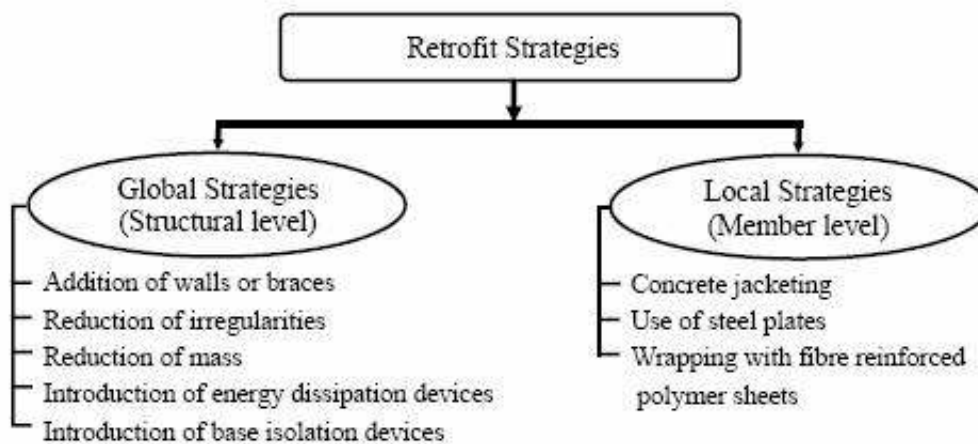 Retrofit Strategies
Global Strategies
(Structural level)
Addition of walls or braces
Reduction of irregularities
Reduction of mass
Introduction of energy dissipation devices
Introduction of base isolation devices
Local Strategies
(Member level)
Concrete jacketing
Use of steel plates
Wrapping with fibre reinforced
polymer sheets